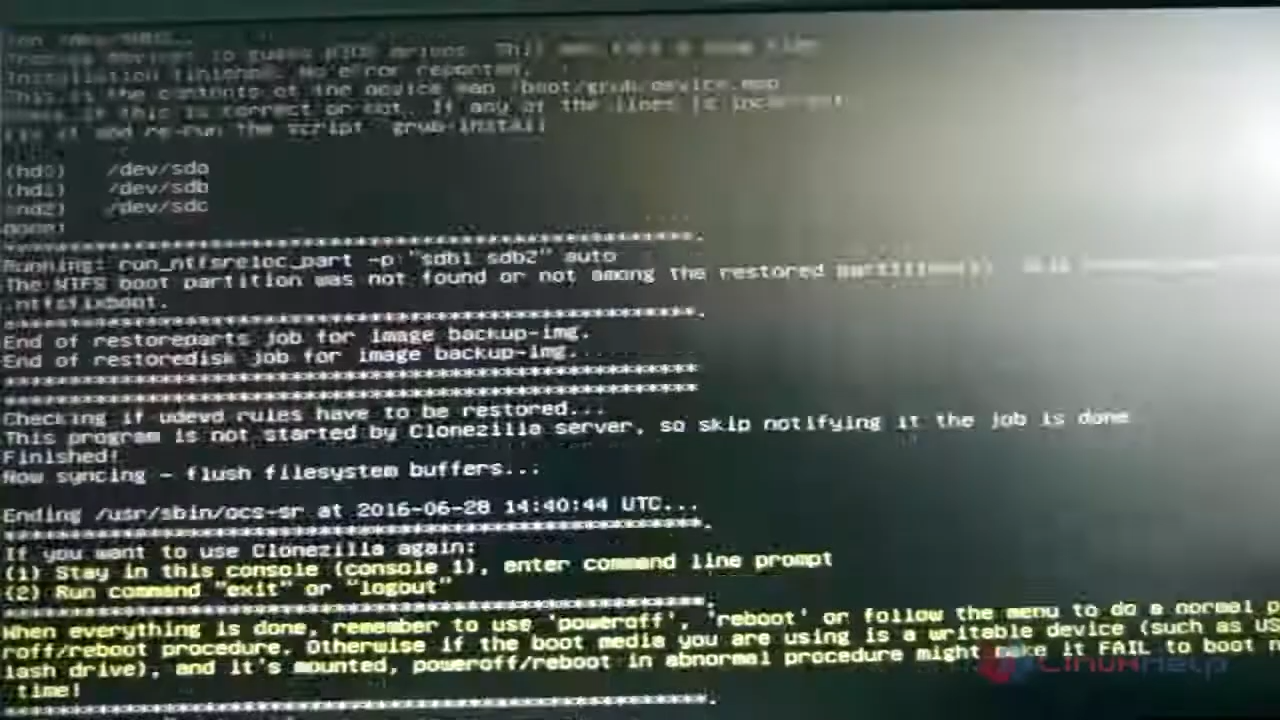 Installation finished. No error reported.
This is the contents of the device map /boot/grub/device.map
this is correct or not. If any of the lines is incorrect
fix it and re-run the script `grub-install
(hd0) /dev/sda
(hd1) /dev/sdb
(hd2) /dev/sdc
done!
*****************************************************.
Running: run_ntfsreloc_part -p "sdb1 sdb2" auto
The NTFS boot partition was not found or not among the restored partition(s)
ntfsfixboot.
*****************************************************.
End of restoreparts job for image backup-img.
End of restoredisk job for image backup-img.
*****************************************************
*****************************************************
Checking if udevd rules have to be restored...
This program is not started by Clonezilla server, so skip notifying it the job is done
Finished!
Now syncing - flush filesystem buffers...
Ending /usr/sbin/ocs-sr at 2016-06-28 14:40:44 UTC...
*****************************************************.
If you want to use Clonezilla again:
(1) Stay in this console (console 1), enter command line prompt
(2) Run command "exit" or "logout"
*****************************************************.
When everything is done, remember to use 'poweroff', 'reboot' or follow the menu to do a normal p
roff/reboot procedure. Otherwise if the boot media you are using is a writable device (such as US
lash drive), and it's mounted, poweroff/reboot in abnormal procedure might make it FAIL to boot n
time!
*****************************************************.
LinuxHelp